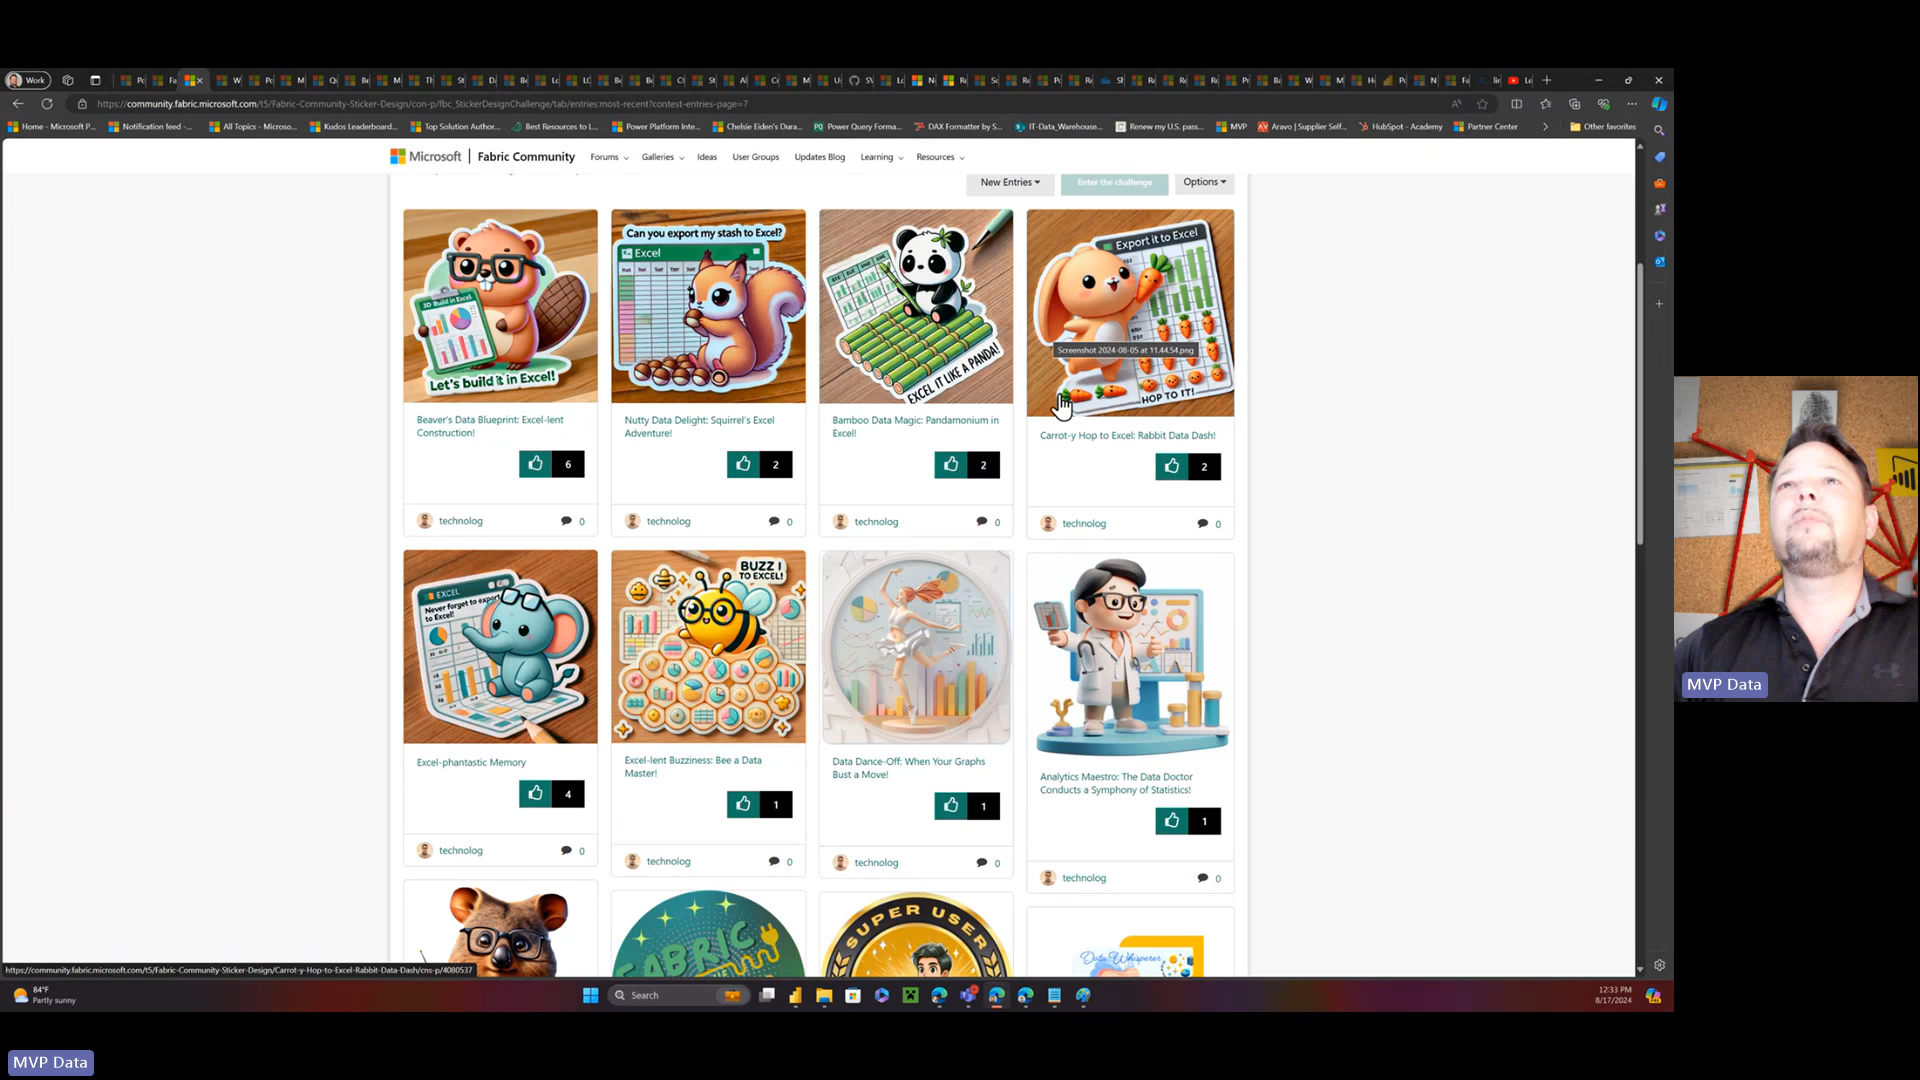 Work
https://community.fabric.microsoft.com/t5/Fabric-Community-Sticker-Design/con-p/fbc_StickerDesignChallenge/tab/entries:most-recent?contest-entries-page=7
Home - Microsoft P...
Notification feed -...
All Topics - Microso...
Kudos Leaderboard...
Top Solution Author...
Best Resources to L...
Power Platform Inte...
Chelsie Eiden's Dura...
Power Query Forma...
DAX Formatter by S...
IT-Data_Warehouse...
Renew my U.S. pass...
MVP
Aravo | Supplier Self...
HubSpot - Academy
Partner Center
Other favorites
Microsoft | Fabric Community
Forums
Galleries
Ideas
User Groups
Updates Blog
Learning
Resources
New Entries
Enter the challenge
Options
3D Build in Excel
Let's build it in Excel!
Can you export my stash to Excel?
Excel
EXCEL IT LIKE A PANDA!
Export it to Excel
HOP TO IT!
Screenshot 2024-08-05 at 11.44.54.png
Beaver's Data Blueprint: Excel-lent
Construction!
6
technolog
0
Nutty Data Delight: Squirrel's Excel
Adventure!
2
technolog
0
Bamboo Data Magic: Pandamonium in
Excel!
2
technolog
0
Carrot-y Hop to Excel: Rabbit Data Dash!
2
technolog
0
EXCEL
Never forget to export
to Excel!
BUZZ I
TO EXCEL!
Excel-phantastic Memory
4
technolog
0
Excel-lent Buzziness: Bee a Data
Master!
1
technolog
0
Data Dance-Off: When Your Graphs
Bust a Move!
1
technolog
0
Analytics Maestro: The Data Doctor
Conducts a Symphony of Statistics!
1
technolog
0
FABRIC
SUPER USER
Data Whisperer
https://community.fabric.microsoft.com/t5/Fabric-Community-Sticker-Design/Carrot-y-Hop-to-Excel-Rabbit-Data-Dash/cns-p/4080537
84°F
Partly sunny
Search
12:33 PM
8/17/2024
MVP Data
MVP Data